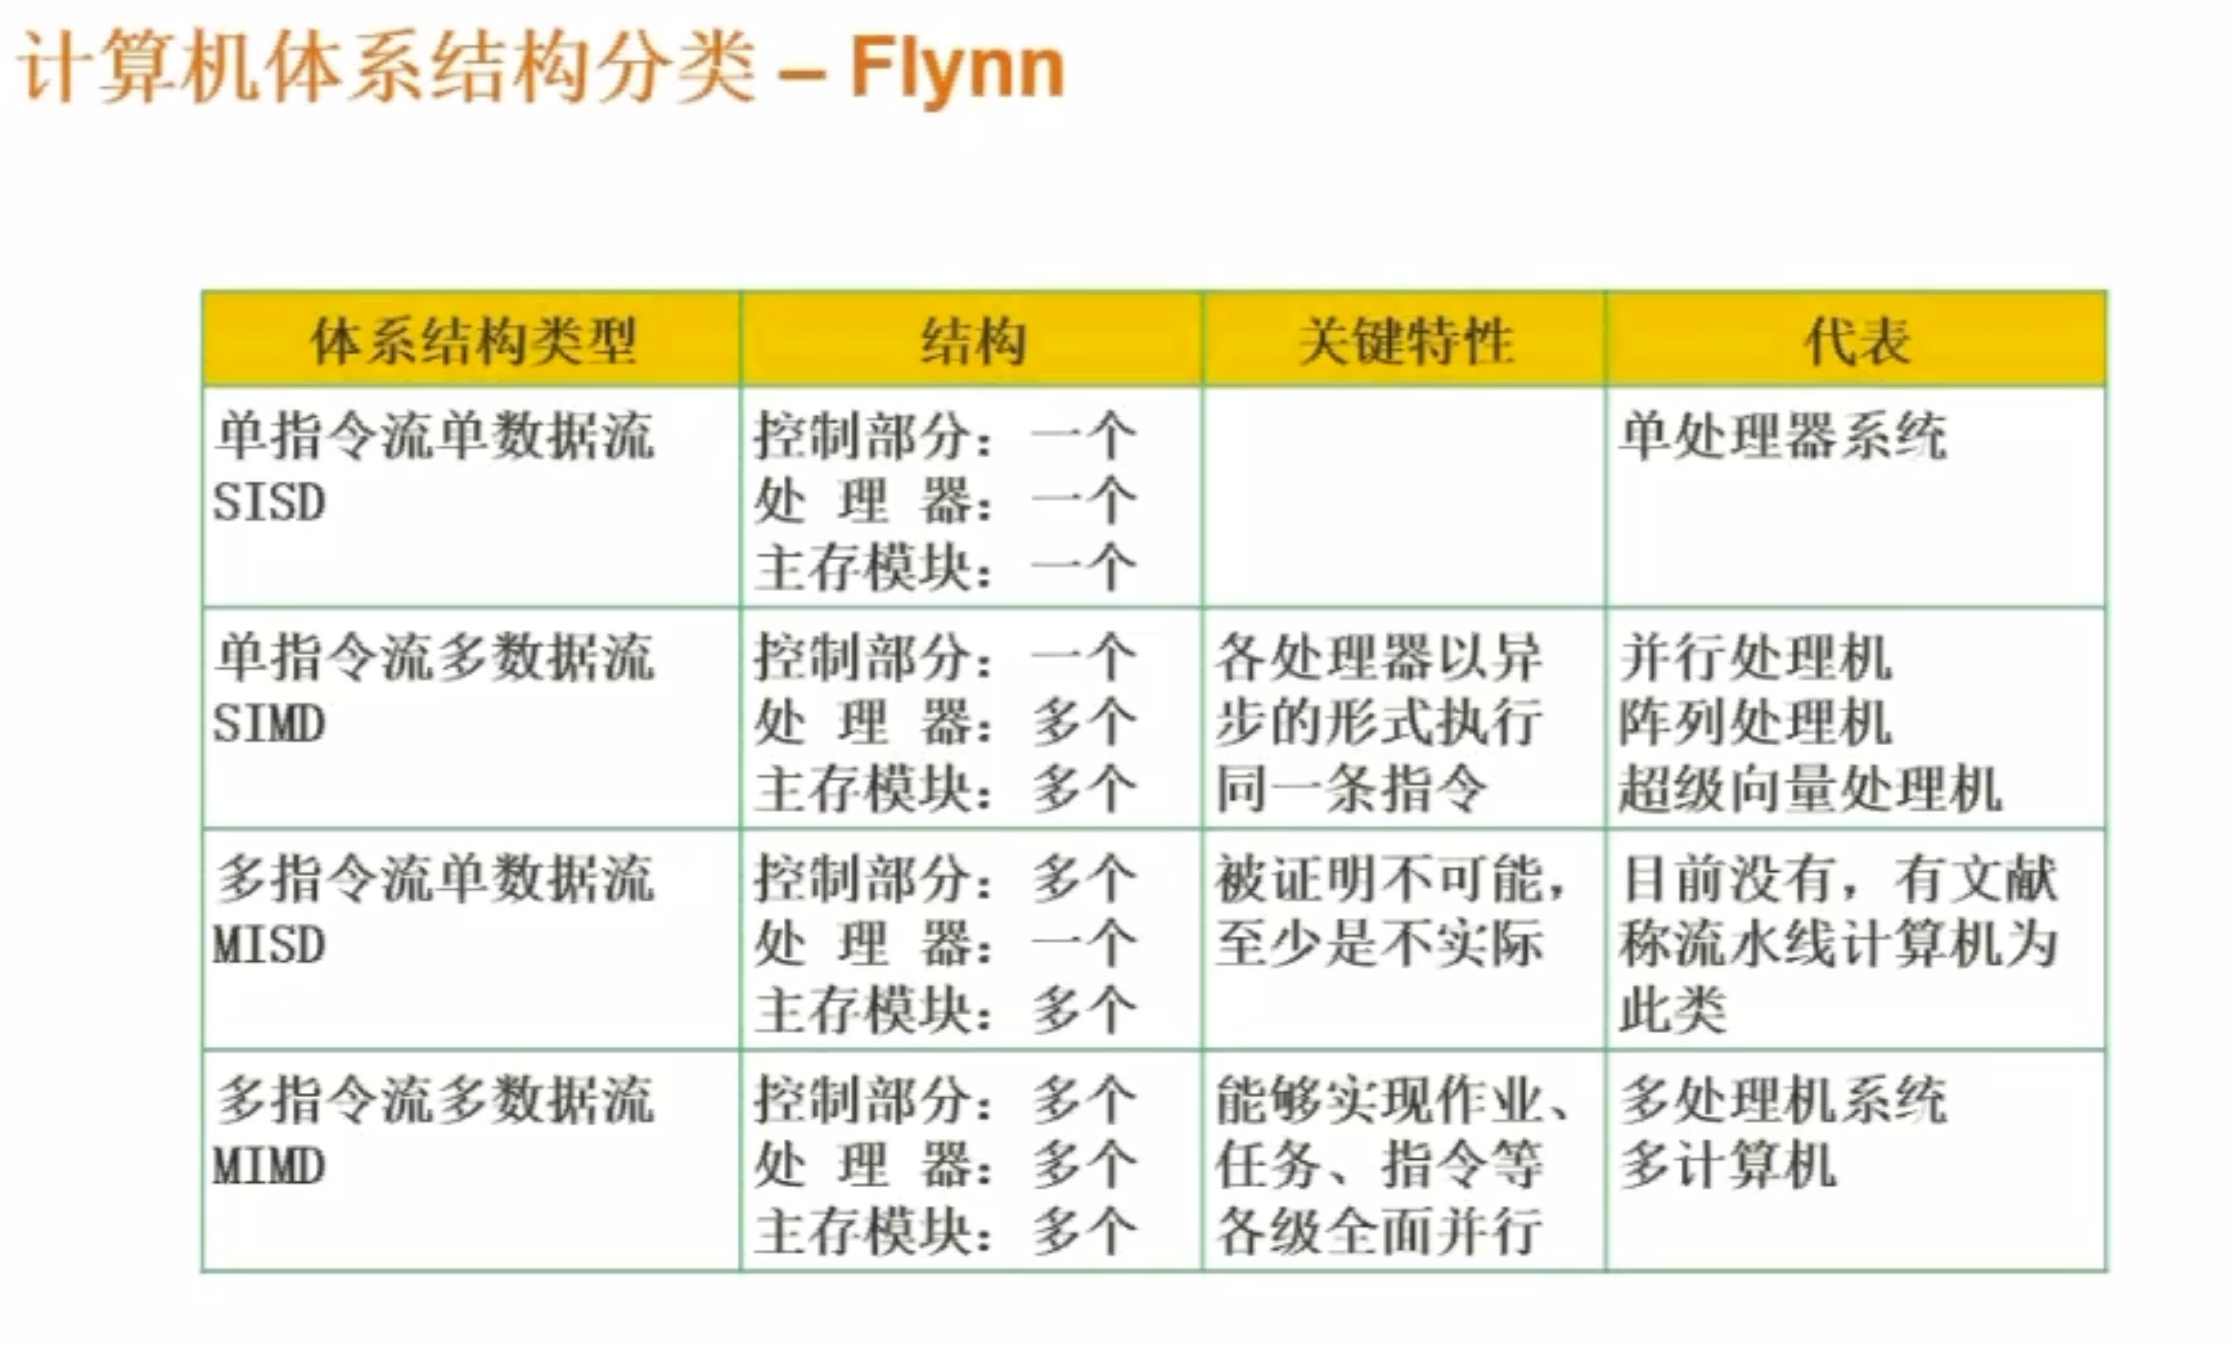 计算机体系结构分类 – Flynn
体系结构类型 结构 关键特性 代表
单指令流单数据流
SISD
控制部分：一个
处 理 器：一个
主存模块：一个
单处理器系统
单指令流多数据流
SIMD
控制部分：一个
处 理 器：多个
主存模块：多个
各处理器以异
步的形式执行
同一条指令
并行处理机
阵列处理机
超级向量处理机
多指令流单数据流
MISD
控制部分：多个
处 理 器：一个
主存模块：多个
被证明不可能，
至少是不实际
目前没有，有文献
称流水线计算机为
此类
多指令流多数据流
MIMD
控制部分：多个
处 理 器：多个
主存模块：多个
能够实现作业、
任务、指令等
各级全面并行
多处理机系统
多计算机